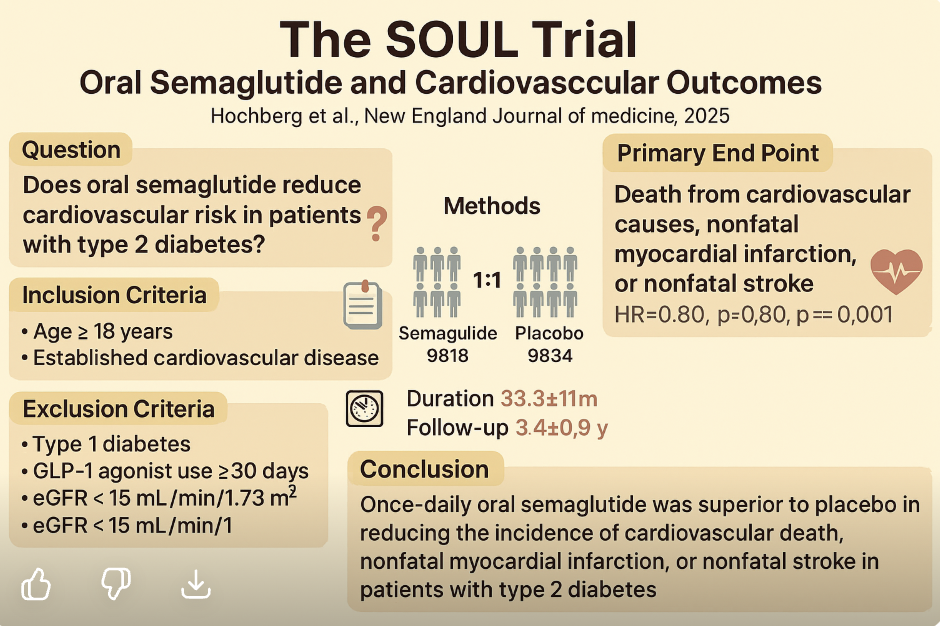 The SOUL Trial
Oral Semaglutide and Cardiovasccular Outcomes
Hochberg et al., New England Journal of medicine, 2025
Question
Does oral semaglutide reduce
cardiovascular risk in patients
with type 2 diabetes?
?
Inclusion Criteria
• Age ≥ 18 years
• Established cardiovascular disease
Exclusion Criteria
• Type 1 diabetes
• GLP-1 agonist use ≥30 days
• eGFR < 15 mL/min/1.73 m²
• eGFR < 15 mL/min/1
Methods
1:1
Semagulide Placobo
9818 9834
Duration 33.3±11m
Follow-up 3.4±0,9 y
Primary End Point
Death from cardiovascular
causes, nonfatal
myocardial infarction,
or nonfatal stroke
HR=0.80, p=0,80, p == 0,001
Conclusion
Once-daily oral semaglutide was superior to placebo in
reducing the incidence of cardiovascular death,
nonfatal myocardial infarction, or nonfatal stroke in
patients with type 2 diabetes